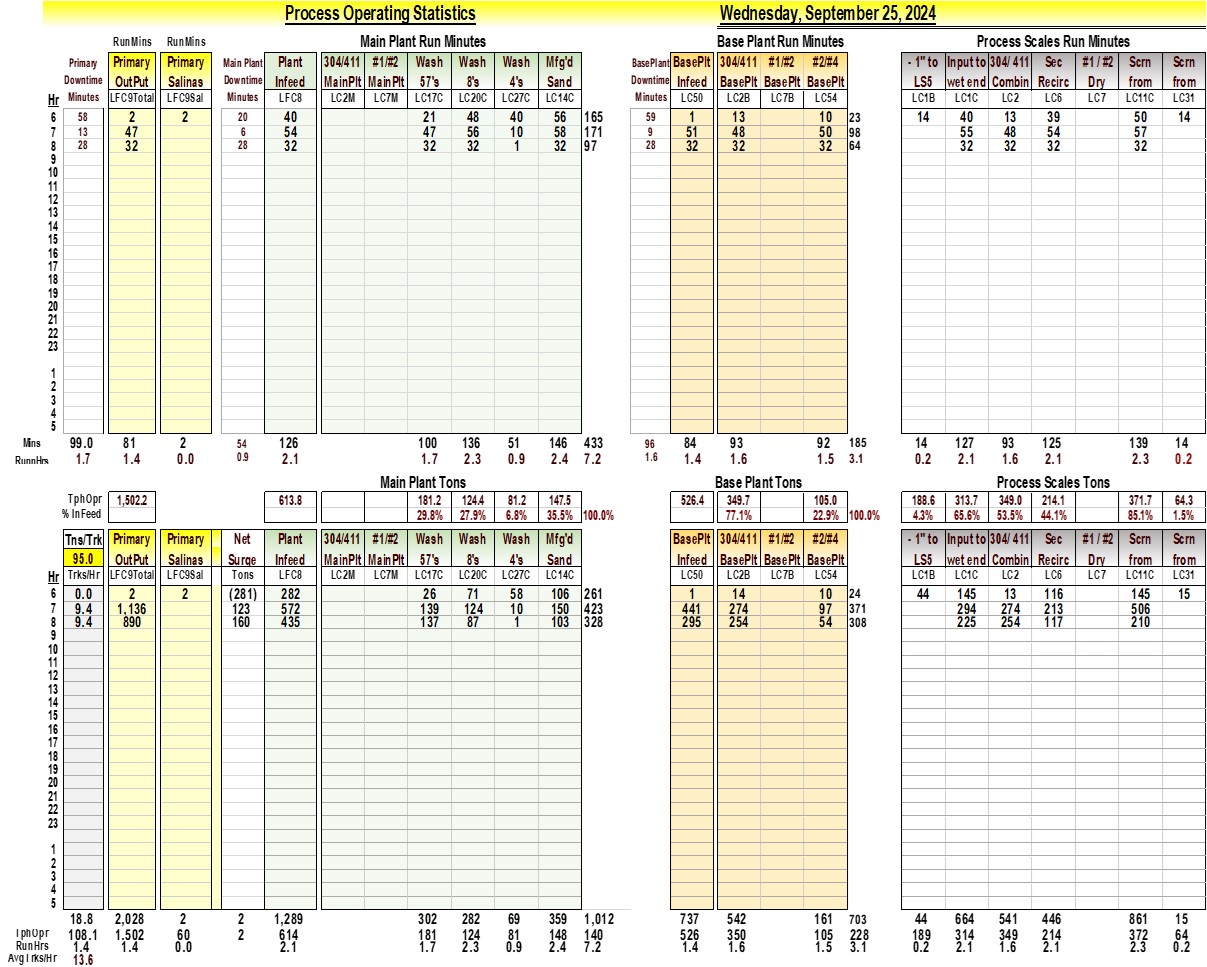 Process Operating Statistics Wednesday, September 25, 2024
RunMins RunMins Main Plant Run Minutes Base Plant Run Minutes Process Scales Run Minutes
Primary Primary Primary Main Plant Plant 304/411 #1/#2 Wash Wash Wash Mfg'd BasePlant BasePlt 304/411 #1/#2 #2/#4 - 1" to Input to 304/ 411 Sec #1 / #2 Scrn Scrn
Downtime OutPut Salinas Downtime Infeed MainPlt MainPlt 57's 8's 4's Sand Downtime Infeed BasePlt BasePlt BasePlt LS5 wet end Combin Recirc Dry from from
Hr Minutes LFC9Total LFC9Sal Minutes LFC8 LC2M LC7M LC17C LC20C LC27C LC14C Minutes LC50 LC2B LC7B LC54 LC1B LC1C LC2 LC6 LC7 LC11C LC31
6 58 2 2 20 40 21 48 40 56 165 59 1 13 10 23 14 40 13 39 50 14
7 13 47 6 54 47 56 10 58 171 9 51 48 50 98 55 48 54 57
8 28 32 28 32 32 32 1 32 97 28 32 32 32 64 32 32 32 32
9
10
11
12
13
14
15
16
17
18
19
20
21
22
23
1
2
3
4
5
Mins 99.0 81 2 54 126 100 136 51 146 433 96 84 93 92 185 14 127 93 125 139 14
RunnHrs 1.7 1.4 0.0 0.9 2.1 1.7 2.3 0.9 2.4 7.2 1.6 1.4 1.6 1.5 3.1 0.2 2.1 1.6 2.1 2.3 0.2
Main Plant Tons Base Plant Tons Process Scales Tons
TphOpr 1,502.2 613.8 181.2 124.4 81.2 147.5 526.4 349.7 105.0 188.6 313.7 349.0 214.1 371.7 64.3
% InFeed 29.8% 27.9% 6.8% 35.5% 100.0% 77.1% 22.9% 100.0% 4.3% 65.6% 53.5% 44.1% 85.1% 1.5%
Tns/Trk Primary Primary Net Plant 304/411 #1/#2 Wash Wash Wash Mfg'd BasePlt 304/411 #1/#2 #2/#4 - 1" to Input to 304/ 411 Sec #1 / #2 Scrn Scrn
95.0 OutPut Salinas Surge Infeed MainPlt MainPlt 57's 8's 4's Sand Infeed BasePlt BasePlt BasePlt LS5 wet end Combin Recirc Dry from from
Hr Trks/Hr LFC9Total LFC9Sal Tons LFC8 LC2M LC7M LC17C LC20C LC27C LC14C LC50 LC2B LC7B LC54 LC1B LC1C LC2 LC6 LC7 LC11C LC31
6 0.0 2 2 (281) 282 26 71 58 106 261 1 14 10 24 44 145 13 116 145 15
7 9.4 1,136 123 572 139 124 10 150 423 441 274 97 371 294 274 213 506
8 9.4 890 160 435 137 87 1 103 328 295 254 54 308 225 254 117 210
9
10
11
12
13
14
15
16
17
18
19
20
21
22
23
1
2
3
4
5
18.8 2,028 2 2 1,289 302 282 69 359 1,012 737 542 161 703 44 664 541 446 861 15
TphOpr 108.1 1,502 60 2 614 181 124 81 148 140 526 350 105 228 189 314 349 214 372 64
RunHrs 1.4 1.4 0.0 2.1 1.7 2.3 0.9 2.4 7.2 1.4 1.6 1.5 3.1 0.2 2.1 1.6 2.1 2.3 0.2
AvgTrks/Hr 13.6